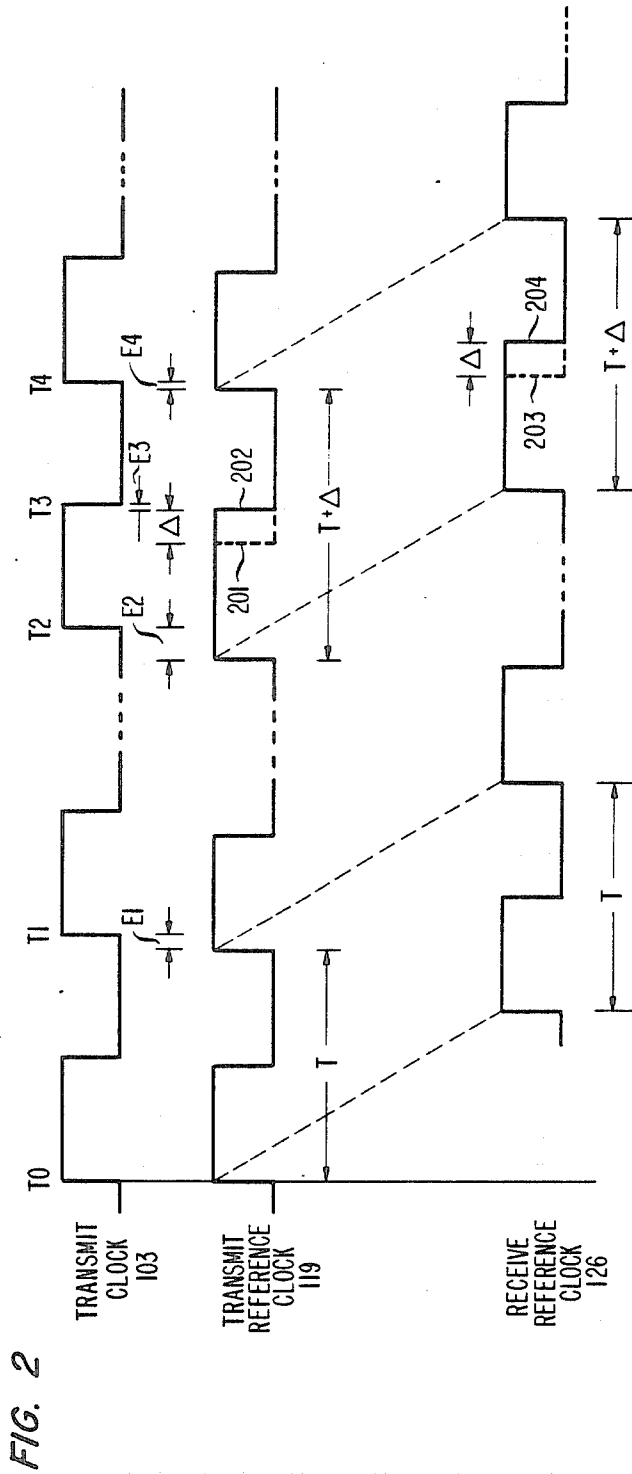 FIG. 2
T0
T1
T2
T3
T4
TRANSMIT
CLOCK
103
E1
E2
Δ
E3
E4
TRANSMIT
REFERENCE
CLOCK
119
T
201
202
T+Δ
RECEIVE
REFERENCE
CLOCK
126
Δ
203
204
T
T+Δ